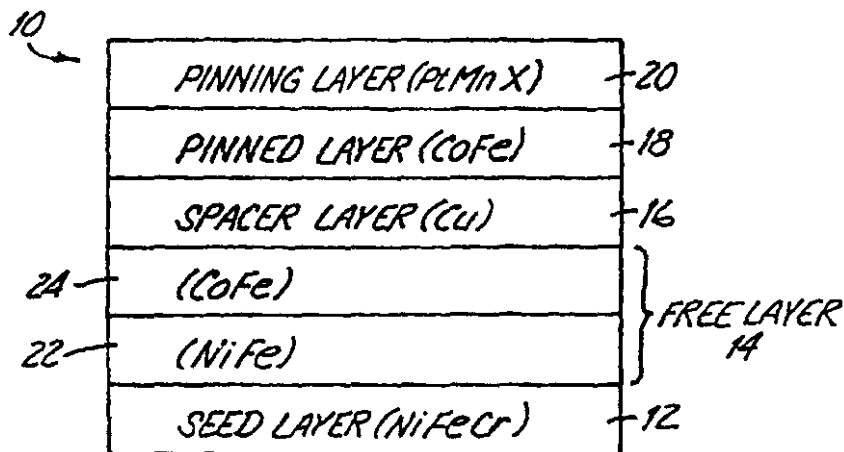 10
PINNING LAYER (PtMnX) 20
PINNED LAYER (CoFe) 18
SPACER LAYER (Cu) 16
24 (CoFe)
FREE LAYER
14
22 (NiFe)
SEED LAYER (NiFeCr) 12